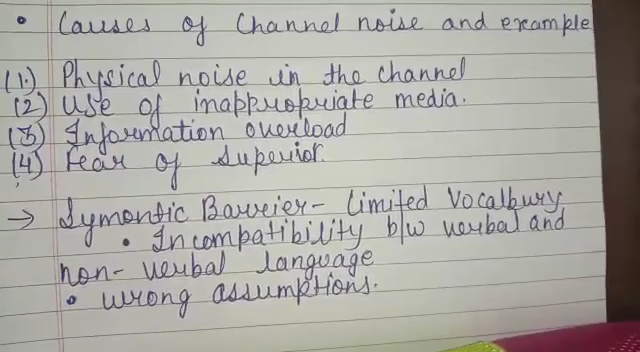 • Causes of Channel noise and example
(1.) Physical noise in the channel
(2) Use of inappropriate media.
(3) Information overload
(4) Fear of Superior.
→ Symontic Barrier - limited Vocalbury
• Incompatibility b/w verbal and
non-verbal language
• wrong assumptions.